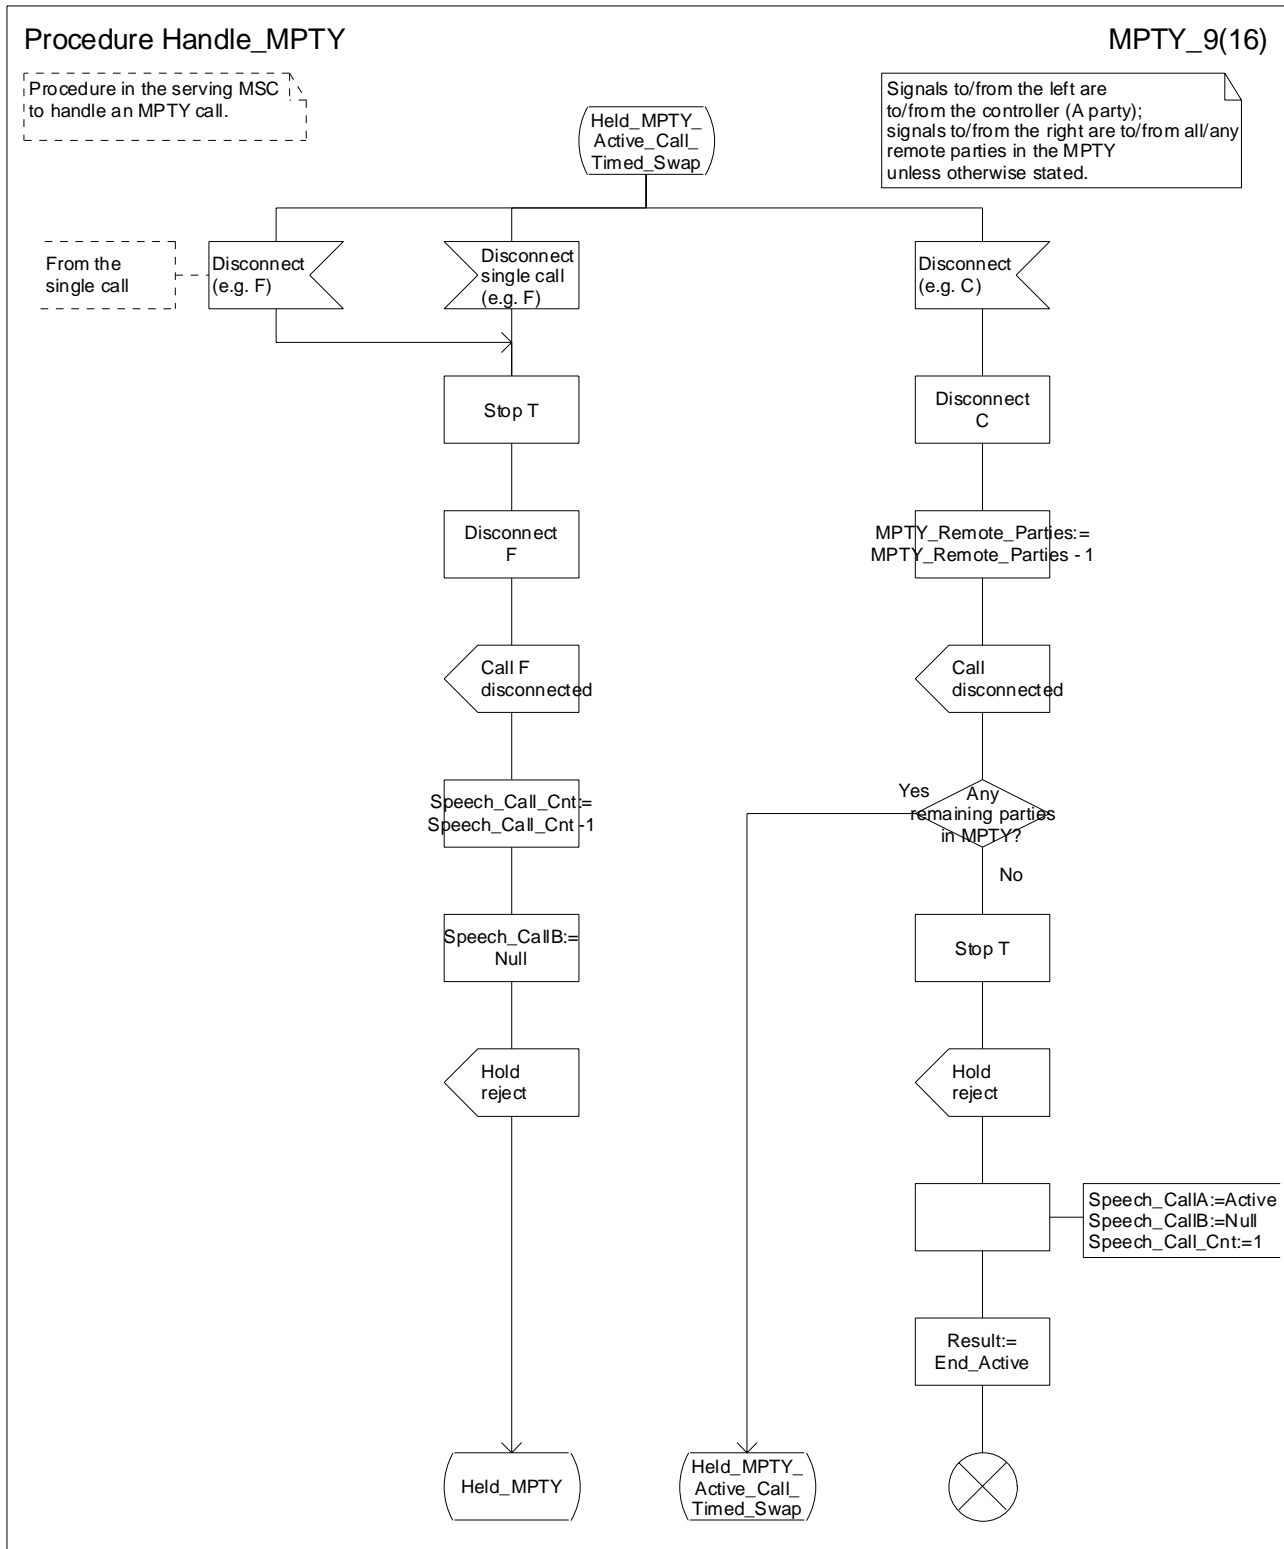 Procedure Handle_MPTY
MPTY_9(16)
Procedure in the serving MSC
to handle an MPTY call.
Signals to/from the left are
to/from the controller (A party);
signals to/from the right are to/from all/any
remote parties in the MPTY
unless otherwise stated.
Held_MPTY_
Active_Call_
Timed_Swap
From the
single call
Disconnect
(e.g. F)
Disconnect
single call
(e.g. F)
Disconnect
(e.g. C)
Stop T
Disconnect
C
Disconnect
F
MPTY_Remote_Parties:=
MPTY_Remote_Parties - 1
Call F
disconnected
Call
disconnected
Speech_Call_Cnt:=
Speech_Call_Cnt -1
Yes
Any
remaining parties
in MPTY?
No
Speech_CallB:=
Null
Stop T
Hold
reject
Hold
reject
Speech_CallA:=Active
Speech_CallB:=Null
Speech_Call_Cnt:=1
Result:=
End_Active
Held_MPTY
Held_MPTY_
Active_Call_
Timed_Swap